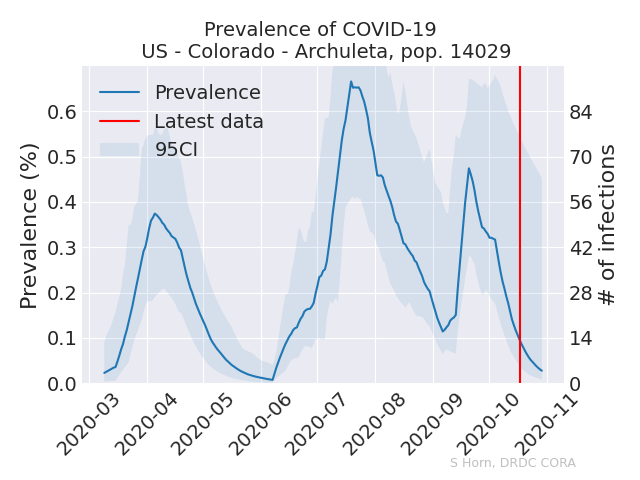 Prevalence of COVID-19
US - Colorado - Archuleta, pop. 14029
Prevalence
Latest data
95CI
Prevalence (%)
0.6
0.5
0.4
0.3
0.2
0.1
0.0
# of infections
84
70
56
42
28
14
0
2020-03
2020-04
2020-05
2020-06
2020-07
2020-08
2020-09
2020-10
2020-11
S Horn, DRDC CORA